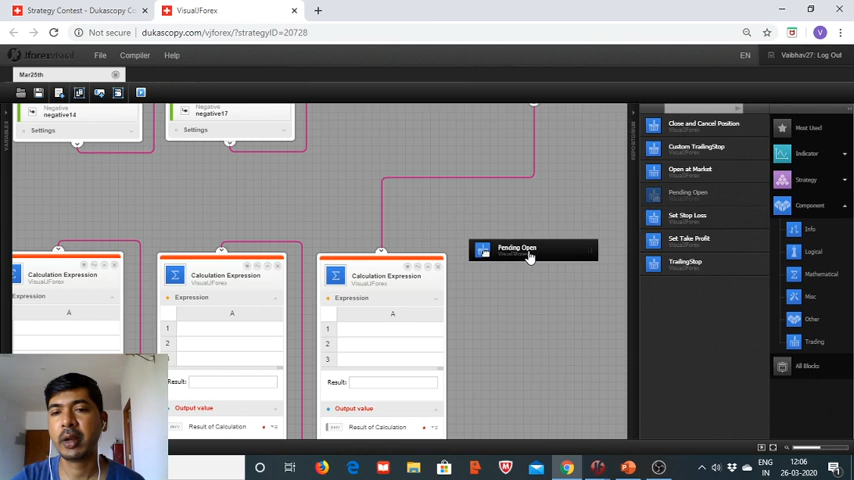 Strategy Contest - Dukascopy Ban
VisualJForex
Not secure
dukascopy.com/vjforex/?strategyID=20728
V
jforexvisual
File
Compiler
Help
EN
Vaibhav27: Log Out
Mar25th
VARIABLES
Negative
negative14
Settings
Negative
negative17
Settings
REPOSITORIES
Close and Cancel Position
VisualJForex
Custom TrailingStop
VisualJForex
Open at Market
VisualJForex
Pending Open
VisualJForex
Set Stop Loss
VisualJForex
Set Take Profit
VisualJForex
TrailingStop
VisualJForex
Most Used
Indicator
Strategy
Component
Info
Logical
Mathematical
Misc
Other
Trading
All Blocks
Pending Open
VisualJForex
Calculation Expression
VisualJForex
Expression
A
Calculation Expression
VisualJForex
Expression
A
1
2
3
Result:
Output value
Result of Calculation
Calculation Expression
VisualJForex
Expression
A
1
2
3
Result:
Output value
Result of Calculation
ENG
IN
12:06
26-03-2020